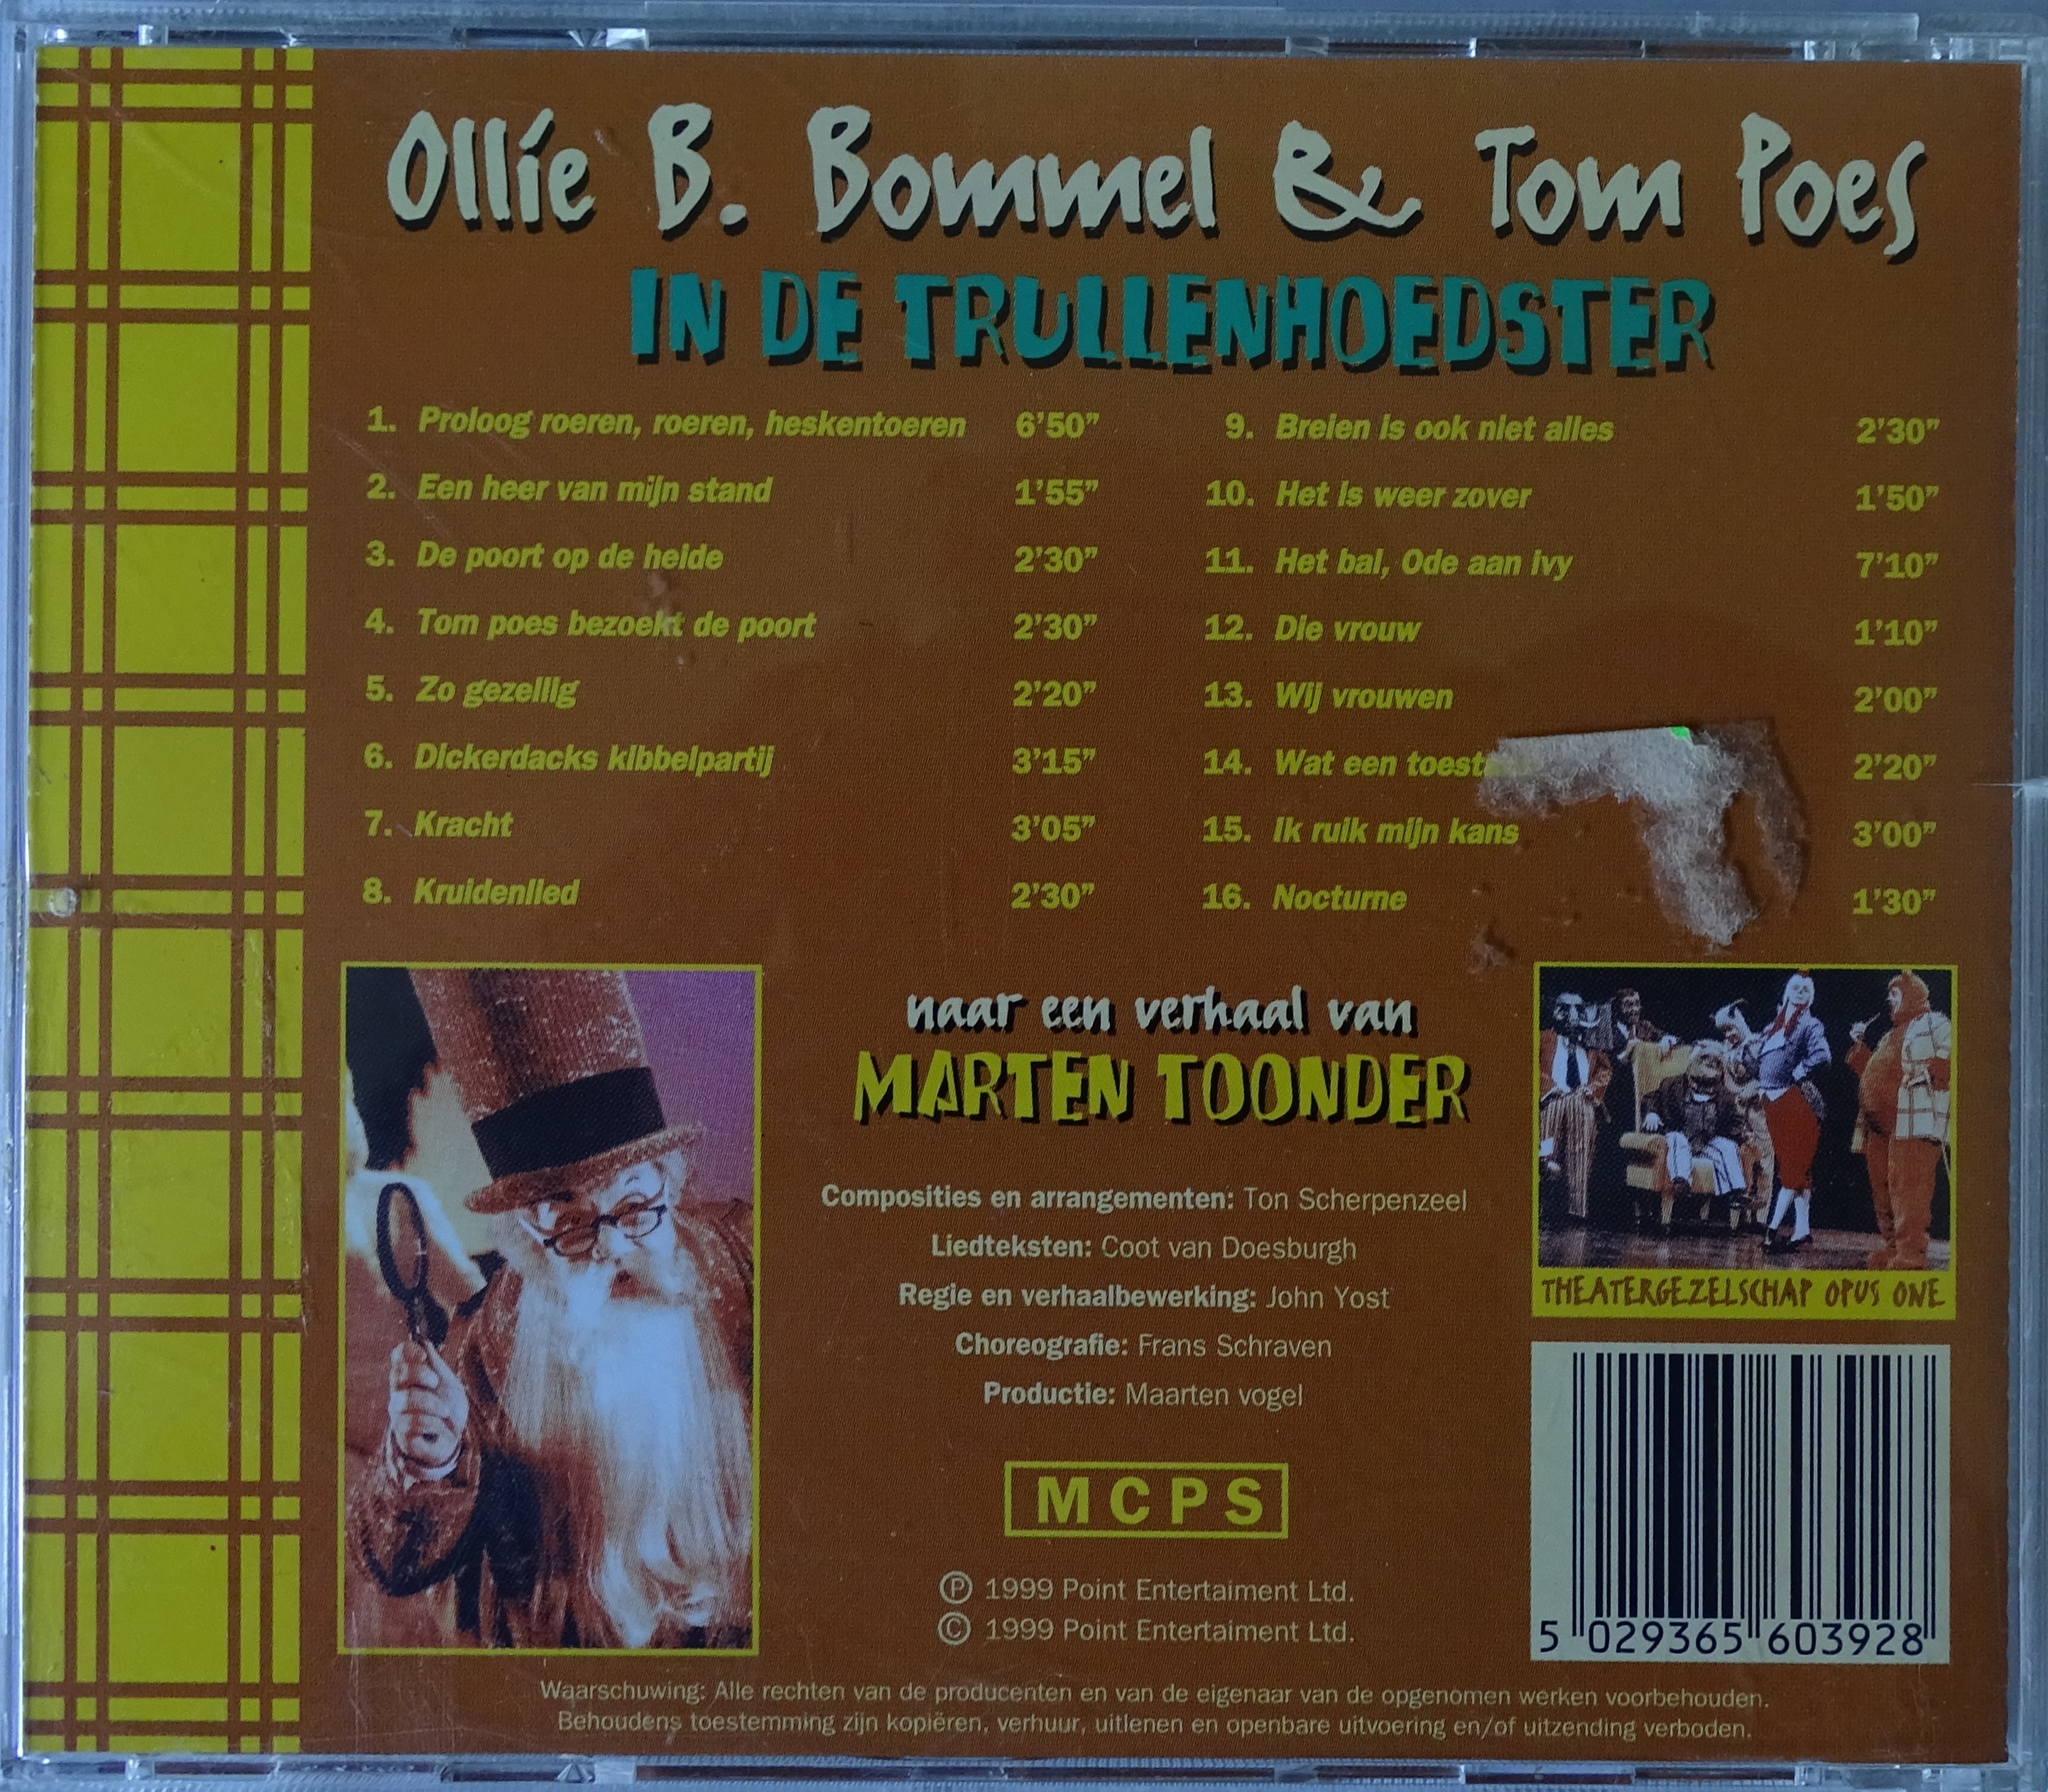 Ollie B. Bommel & Tom Poes
IN DE TRULLENHOEDSTER
1. Proloog roeren, roeren, heskentoeren 6'50”
2. Een heer van mijn stand 1'55”
3. De poort op de heide 2'30”
4. Tom poes bezoekt de poort 2'30”
5. Zo gezellig 2'20”
6. Dickerdacks kibbelpartij 3'15”
7. Kracht 3'05”
8. Kruidenlied 2'30”
9. Breien is ook niet alles 2'30”
10. Het is weer zover 1'50”
11. Het bal, Ode aan ivy 7'10”
12. Die vrouw 1'10”
13. Wij vrouwen 2'00”
14. Wat een 2'20”
15. Ik ruik mijn kans 3'00”
16. Nocturne 1'30”
naar een verhaal van
MARTEN TOONDER
Composities en arrangementen: Ton Scherpenzeel
Liedteksten: Coot van Doesburgh
Regie en verhaalbewerking: John Yost
Choreografie: Frans Schraven
Productie: Maarten vogel
MCPS
Ⓟ 1999 Point Entertaiment Ltd.
© 1999 Point Entertaiment Ltd.
THEATERGEZELSCHAP OPUS ONE
5 029365 603928
Waarschuwing: Alle rechten van de producenten en van de eigenaar van de opgenomen werken voorbehouden.
Behoudens toestemming zijn kopiëren, verhuur, uitlenen en openbare uitvoering en/of uitzending verboden.